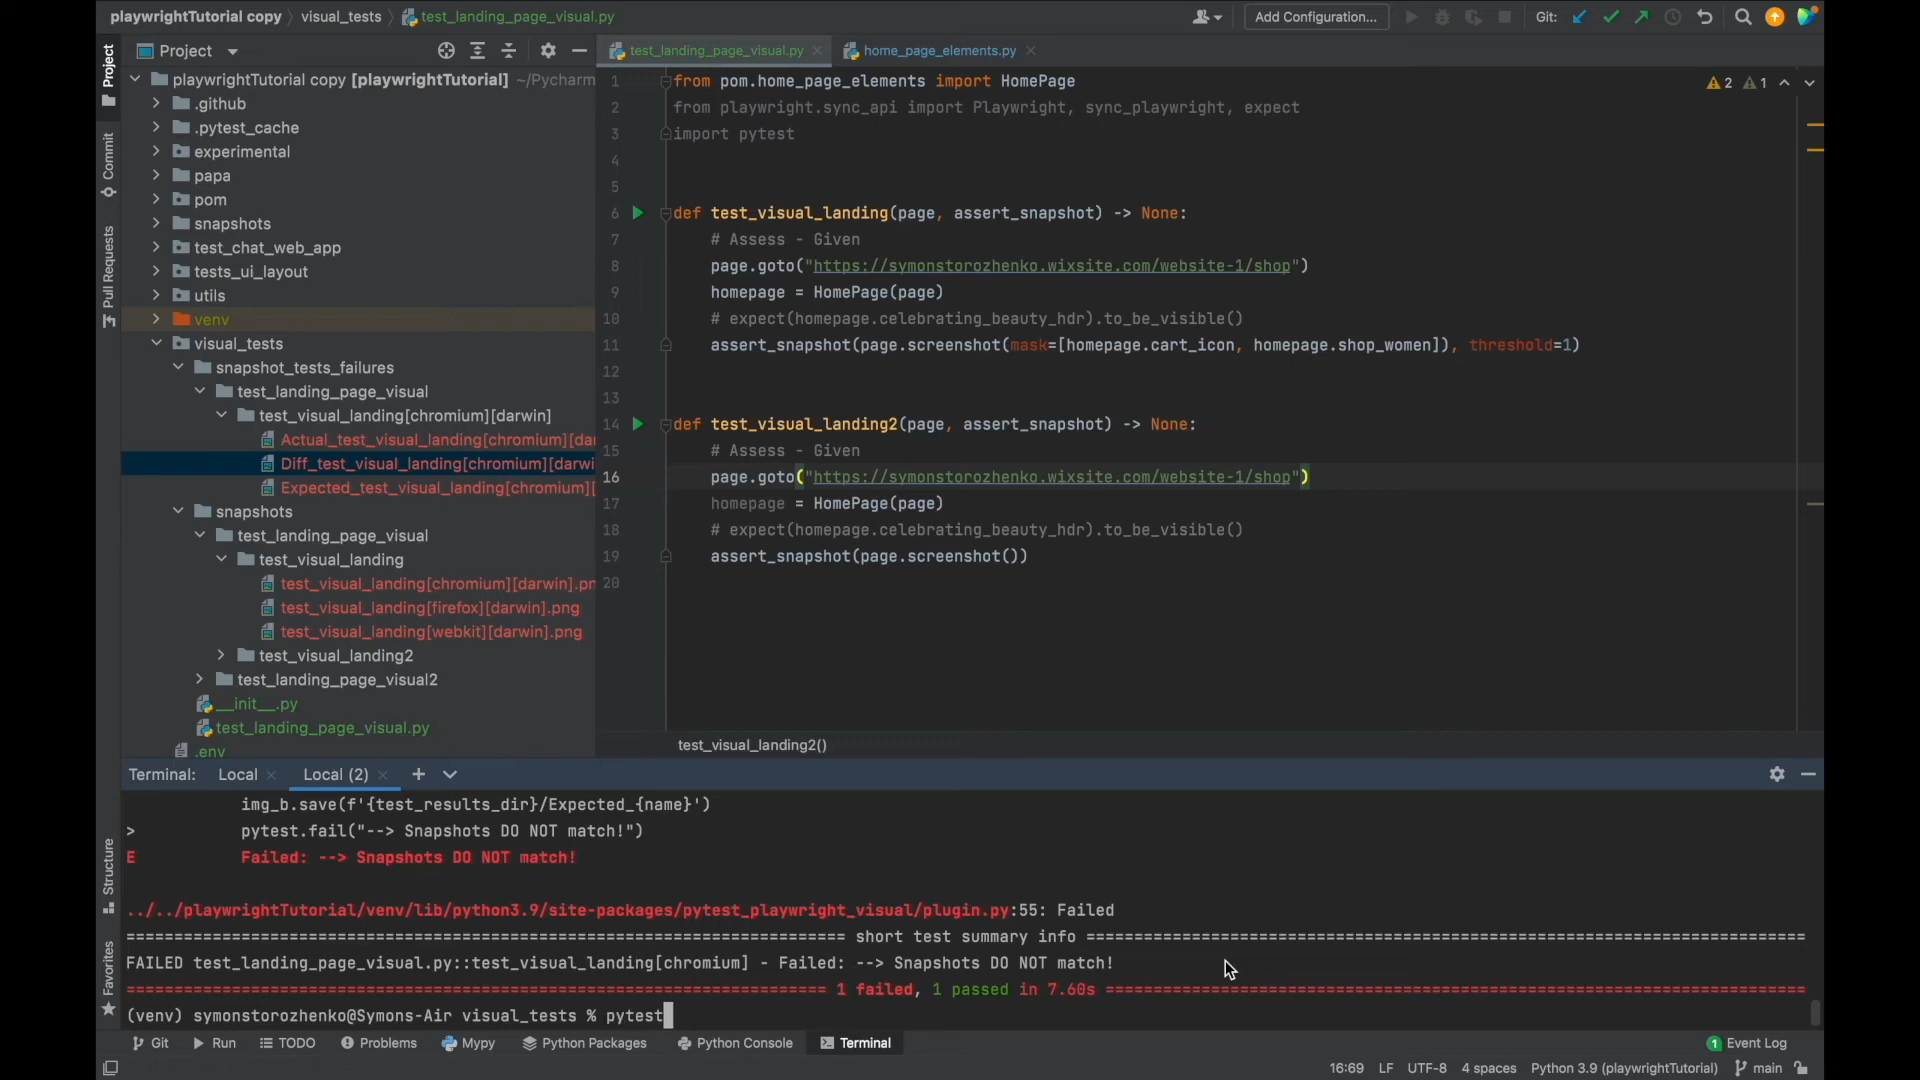 playwrightTutorial copy › visual_tests › test_landing_page_visual.py
Add Configuration...
Git:
Project
test_landing_page_visual.py
home_page_elements.py
Project
Commit
Pull Requests
Structure
Favorites
playwrightTutorial copy [playwrightTutorial] ~/Pycharm
.github
.pytest_cache
experimental
papa
pom
snapshots
test_chat_web_app
tests_ui_layout
utils
venv
visual_tests
snapshot_tests_failures
test_landing_page_visual
test_visual_landing[chromium][darwin]
Actual_test_visual_landing[chromium][dar
Diff_test_visual_landing[chromium][darwi
Expected_test_visual_landing[chromium][
snapshots
test_landing_page_visual
test_visual_landing
test_visual_landing[chromium][darwin].pn
test_visual_landing[firefox][darwin].png
test_visual_landing[webkit][darwin].png
test_visual_landing2
test_landing_page_visual2
__init__.py
test_landing_page_visual.py
.env
2 1
1 from pom.home_page_elements import HomePage
2 from playwright.sync_api import Playwright, sync_playwright, expect
3 import pytest
4
5
6 def test_visual_landing(page, assert_snapshot) -> None:
7 # Assess - Given
8 page.goto("https://symonstorozhenko.wixsite.com/website-1/shop")
9 homepage = HomePage(page)
10 # expect(homepage.celebrating_beauty_hdr).to_be_visible()
11 assert_snapshot(page.screenshot(mask=[homepage.cart_icon, homepage.shop_women]), threshold=1)
12
13
14 def test_visual_landing2(page, assert_snapshot) -> None:
15 # Assess - Given
16 page.goto("https://symonstorozhenko.wixsite.com/website-1/shop")
17 homepage = HomePage(page)
18 # expect(homepage.celebrating_beauty_hdr).to_be_visible()
19 assert_snapshot(page.screenshot())
20
test_visual_landing2()
Terminal: Local Local (2)
img_b.save(f'{test_results_dir}/Expected_{name}')
> pytest.fail("--> Snapshots DO NOT match!")
E Failed: --> Snapshots DO NOT match!
../../playwrightTutorial/venv/lib/python3.9/site-packages/pytest_playwright_visual/plugin.py:55: Failed
=========================================================================== short test summary info ===========================================================================
FAILED test_landing_page_visual.py::test_visual_landing[chromium] - Failed: --> Snapshots DO NOT match!
========================================================================= 1 failed, 1 passed in 7.60s =========================================================================
(venv) symonstorozhenko@Symons-Air visual_tests % pytest
Git Run TODO Problems Mypy Python Packages Python Console Terminal 1 Event Log
16:69 LF UTF-8 4 spaces Python 3.9 (playwrightTutorial) main